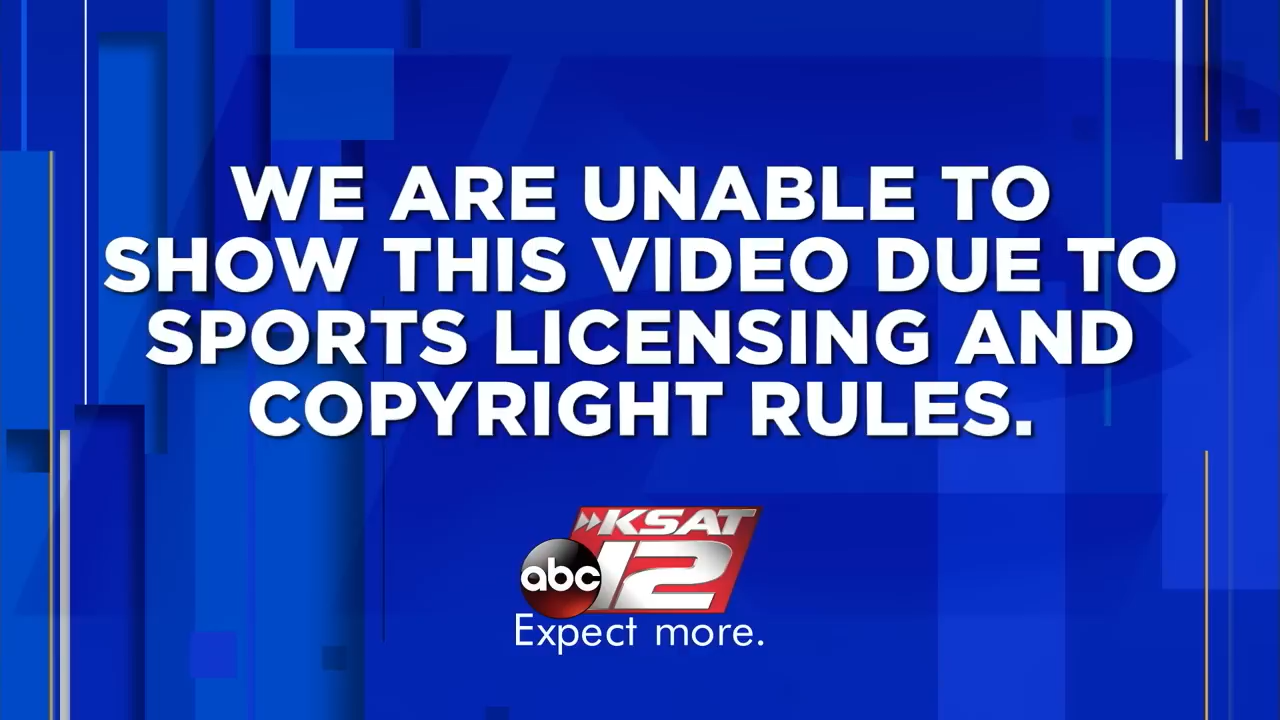 WE ARE UNABLE TO
SHOW THIS VIDEO DUE TO
SPORTS LICENSING AND
COPYRIGHT RULES.
KSAT
abc 12
Expect more.